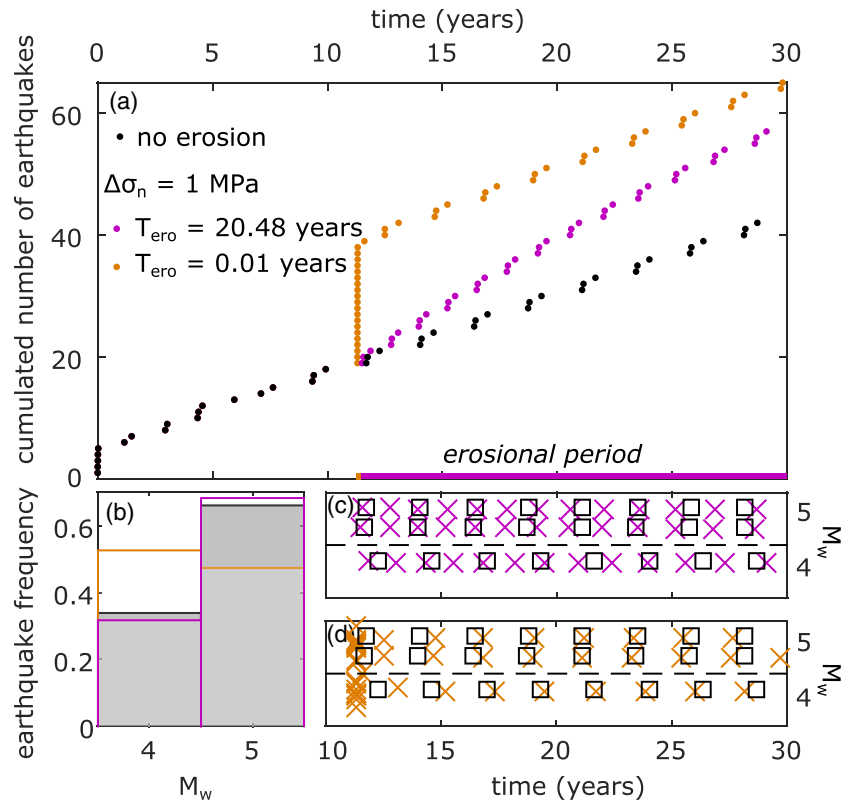 time (years)
0 5 10 15 20 25 30
cumulated number of earthquakes
60
40
20
0
(a)
no erosion
Δσn = 1 MPa
Tero = 20.48 years
Tero = 0.01 years
erosional period
earthquake frequency
0.6
0.4
0.2
0
(b)
4 5
Mw
(c)
5
4
Mw
(d)
5
4
Mw
10 15 20 25 30
time (years)